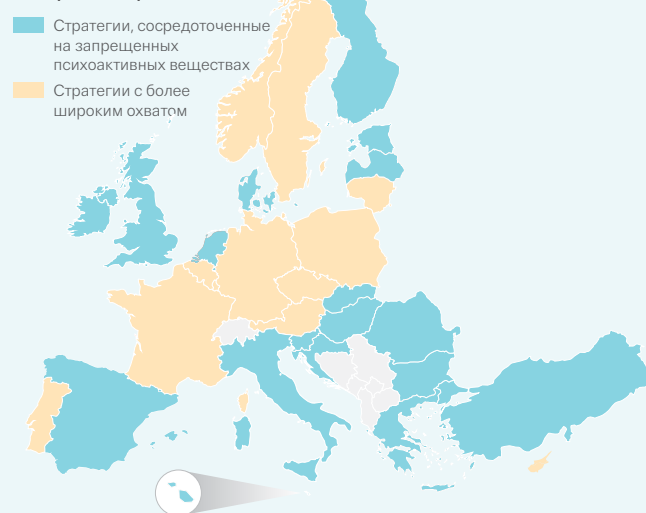 Стратегии, сосредоточенные
на запрещенных
психоактивных веществах
Стратегии с более
широким охватом